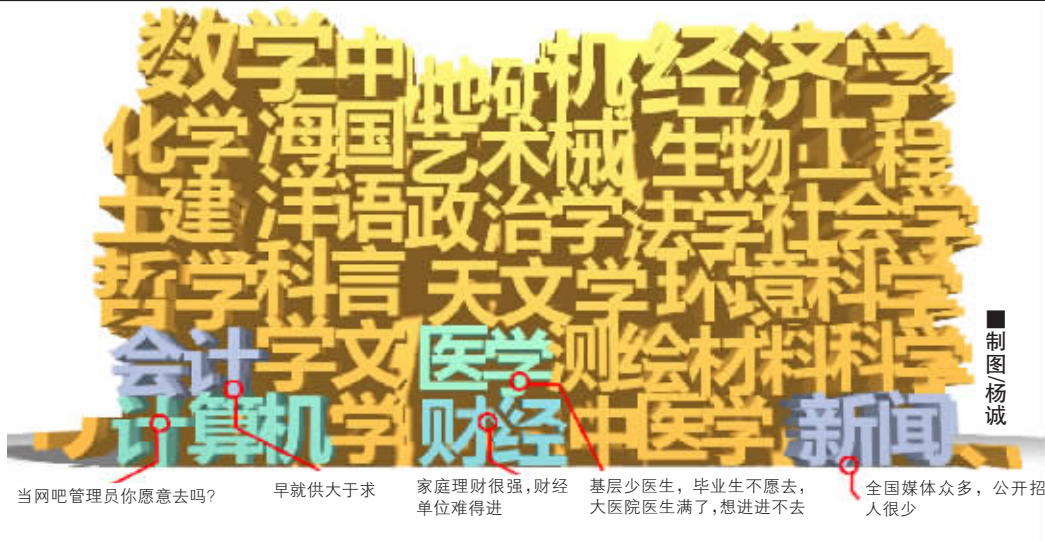 数学中地矿机经济学
化学海国艺术械生物工程
土建洋语政治学法学社会学
哲学科言天文学环境科学
会计学文医学测绘材料科学
计算机学财经中医学新闻
■制图/杨诚
当网吧管理员你愿意去吗?
早就供大于求
家庭理财很强,财经
单位难得进
基层少医生，毕业生不愿去,
大医院医生满了,想进进不去
全国媒体众多，公开招
人很少